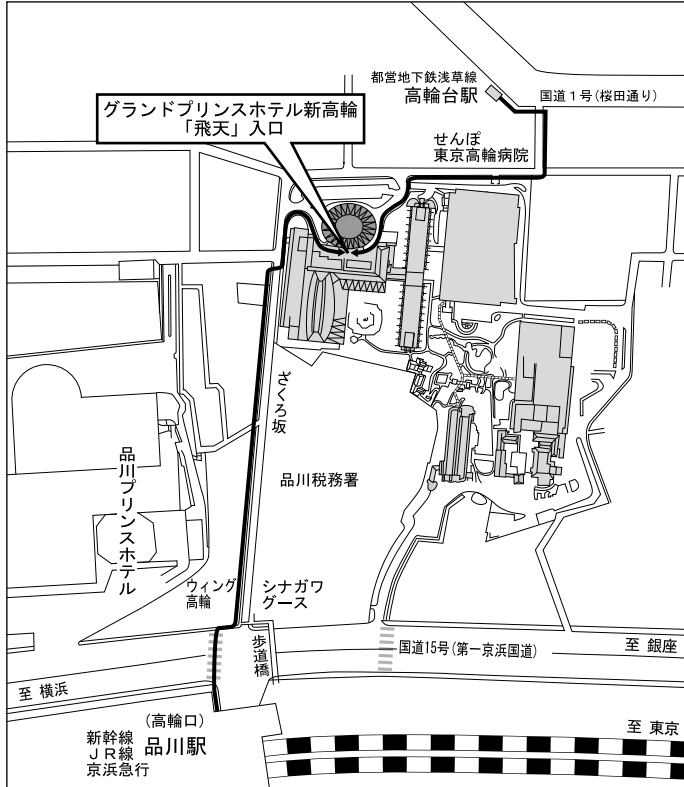 都営地下鉄浅草線
高輪台駅
国道1号(桜田通り)
グランドプリンスホテル新高輪
「飛天」入口
せんぽ
東京高輪病院
ざくろ坂
品川プリンスホテル
品川税務署
ウィング
高輪
シナガワ
グース
歩道橋
国道15号(第一京浜国道)
至 銀座
至 横浜
(高輪口)
新幹線
JR線
京浜急行
品川駅
至 東京